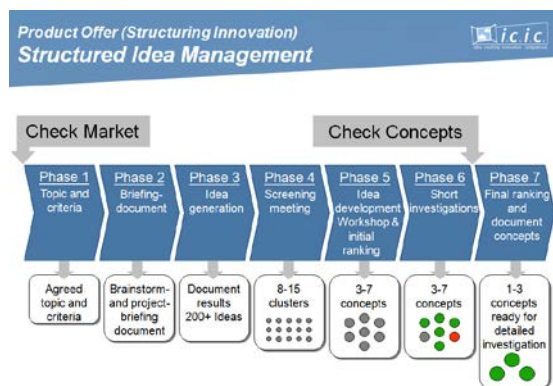 Product Offer (Structuring Innovation)
Structured Idea Management
i.c.i.c.
Check Market
Check Concepts
Phase 1
Topic and
criteria
Phase 2
Briefing-
document
Phase 3
Idea
generation
Phase 4
Screening
meeting
Phase 5
Idea
development
Workshop &
initial
ranking
Phase 6
Short
investigations
Phase 7
Final ranking
and
document
concepts
Agreed
topic and
criteria
Brainstorm-
and project-
briefing
document
Document
results
200+ Ideas
8-15
clusters
3-7
concepts
3-7
concepts
1-3
concepts
ready for
detailed
investigation